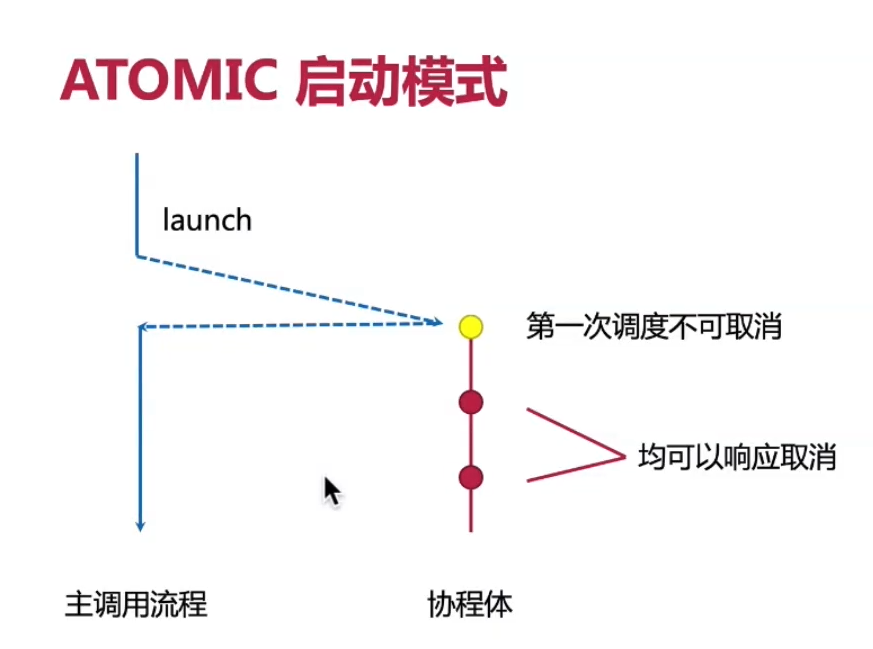 ATOMIC 启动模式
launch
第一次调度不可取消
均可以响应取消
主调用流程
协程体